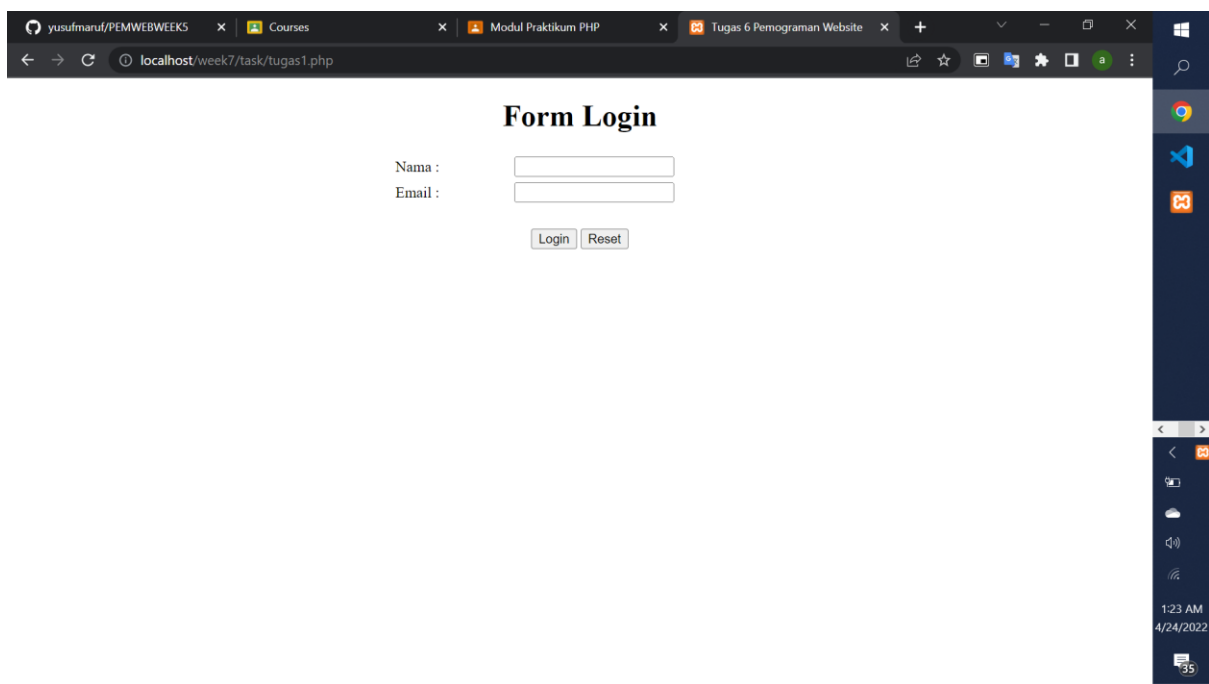 yusufmaruf/PEMWEBWEEK5
Courses
Modul Praktikum PHP
Tugas 6 Pemograman Website
localhost/week7/task/tugas1.php
a
Form Login
Nama :
Email :
Login Reset
1:23 AM
4/24/2022
35